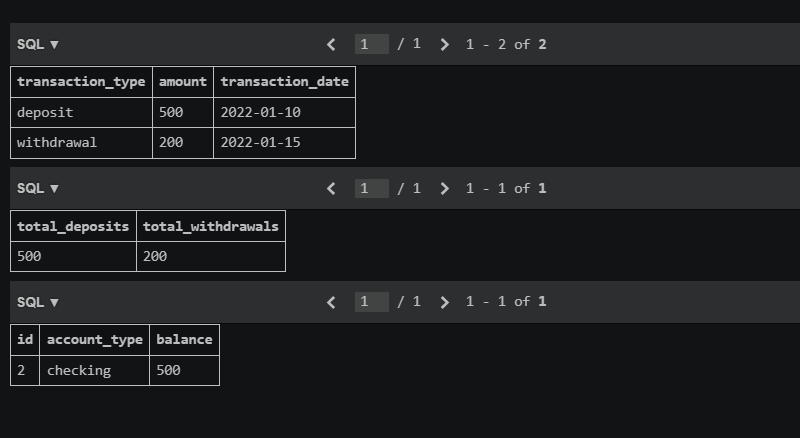 SQL ▼ < 1 / 1 > 1 - 2 of 2
transaction_type amount transaction_date
deposit 500 2022-01-10
withdrawal 200 2022-01-15
SQL ▼ < 1 / 1 > 1 - 1 of 1
total_deposits total_withdrawals
500 200
SQL ▼ < 1 / 1 > 1 - 1 of 1
id account_type balance
2 checking 500